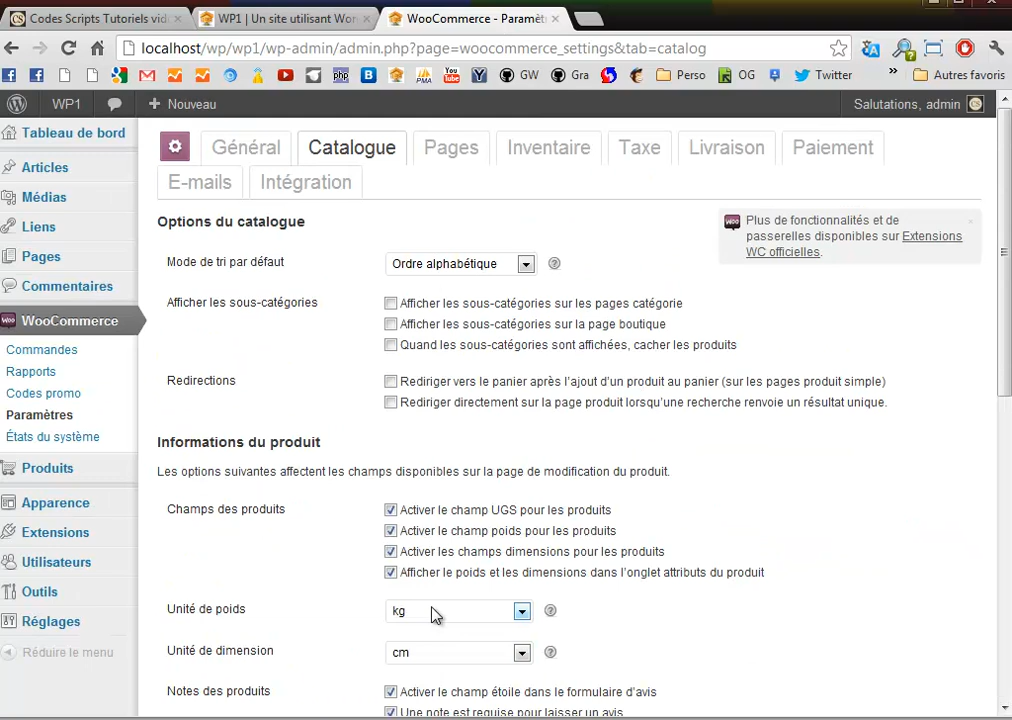 Codes Scripts Tutoriels vid
WP1 | Un site utilisant Wor
WooCommerce - Paramèt
localhost/wp/wp1/wp-admin/admin.php?page=woocommerce_settings&tab=catalog
php
B
PMA
You Tube
Y
GW
Gra
Perso
OG
Twitter
»
Autres favoris
WP1
+ Nouveau
Salutations, admin
CS
Tableau de bord
Articles
Médias
Liens
Pages
Commentaires
WooCommerce
Commandes
Rapports
Codes promo
Paramètres
États du système
Produits
Apparence
Extensions
Utilisateurs
Outils
Réglages
Réduire le menu
Général
Catalogue
Pages
Inventaire
Taxe
Livraison
Paiement
E-mails
Intégration
Options du catalogue
Plus de fonctionnalités et de
passerelles disponibles sur Extensions
WC officielles.
Mode de tri par défaut
Ordre alphabétique
Afficher les sous-catégories
Afficher les sous-catégories sur les pages catégorie
Afficher les sous-catégories sur la page boutique
Quand les sous-catégories sont affichées, cacher les produits
Redirections
Rediriger vers le panier après l'ajout d'un produit au panier (sur les pages produit simple)
Rediriger directement sur la page produit lorsqu'une recherche renvoie un résultat unique.
Informations du produit
Les options suivantes affectent les champs disponibles sur la page de modification du produit.
Champs des produits
Activer le champ UGS pour les produits
Activer le champ poids pour les produits
Activer les champs dimensions pour les produits
Afficher le poids et les dimensions dans l'onglet attributs du produit
Unité de poids
kg
Unité de dimension
cm
Notes des produits
Activer le champ étoile dans le formulaire d'avis
Une note est requise pour laisser un avis